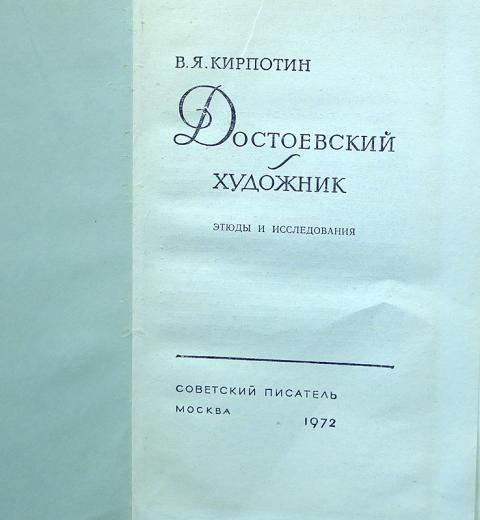 В. Я. КИРПОТИН
ДОСТОЕВСКИЙ
ХУДОЖНИК
ЭТЮДЫ И ИССЛЕДОВАНИЯ
СОВЕТСКИЙ ПИСАТЕЛЬ
МОСКВА 1972